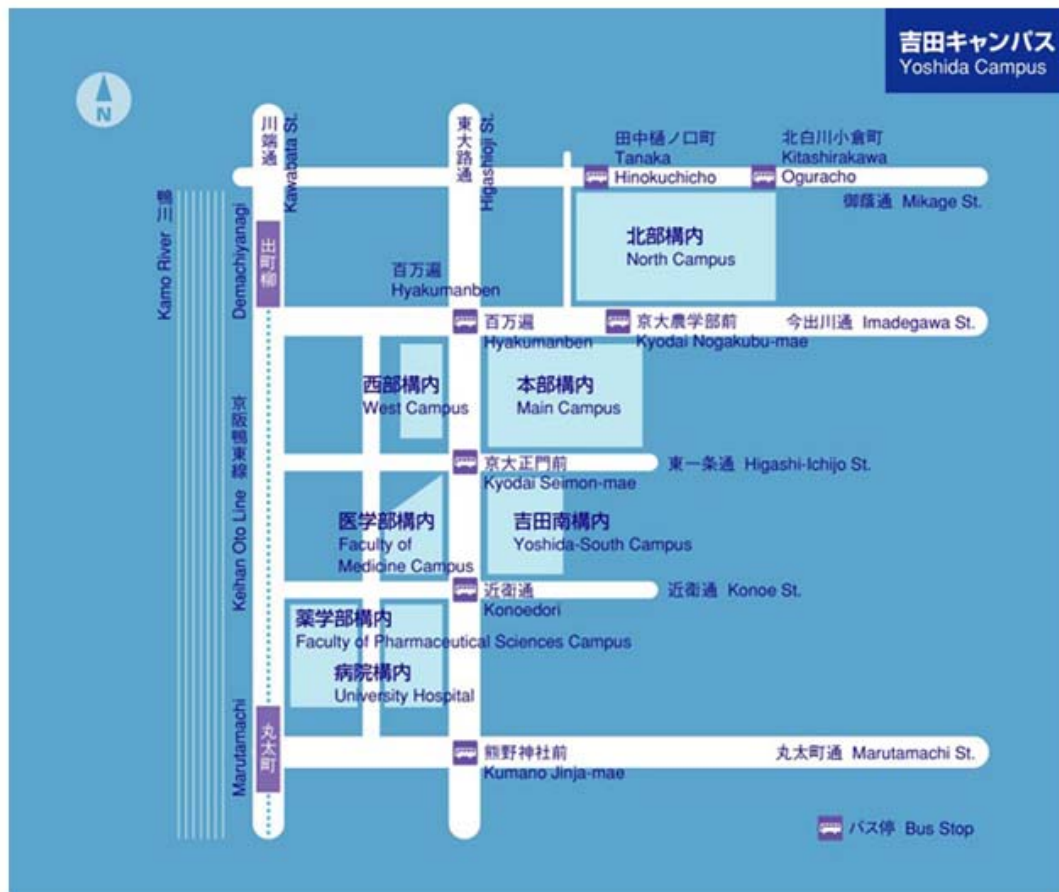 吉田キャンパス
Yoshida Campus
N
川端通
Kawabata St.
東大路通
Higashioji St.
田中樋ノ口町
Tanaka
Hinokuchicho
北白川小倉町
Kitashirakawa
Oguracho
御蔭通 Mikage St.
Kamo River 鴨川
Demachiyanagi
出町柳
北部構内
North Campus
百万遍
Hyakumanben
百万遍
Hyakumanben
京大農学部前
Kyodai Nogakubu-mae
今出川通 Imadegawa St.
西部構内
West Campus
本部構内
Main Campus
Keihan Oto Line 京阪鴨東線
京大正門前
Kyodai Seimon-mae
東一条通 Higashi-Ichijo St.
医学部構内
Faculty of
Medicine Campus
吉田南構内
Yoshida-South Campus
近衛通
Konoedori
近衛通 Konoe St.
薬学部構内
Faculty of Pharmaceutical Sciences Campus
病院構内
University Hospital
Marutamachi
丸太町
熊野神社前
Kumano Jinja-mae
丸太町通 Marutamachi St.
バス停 Bus Stop